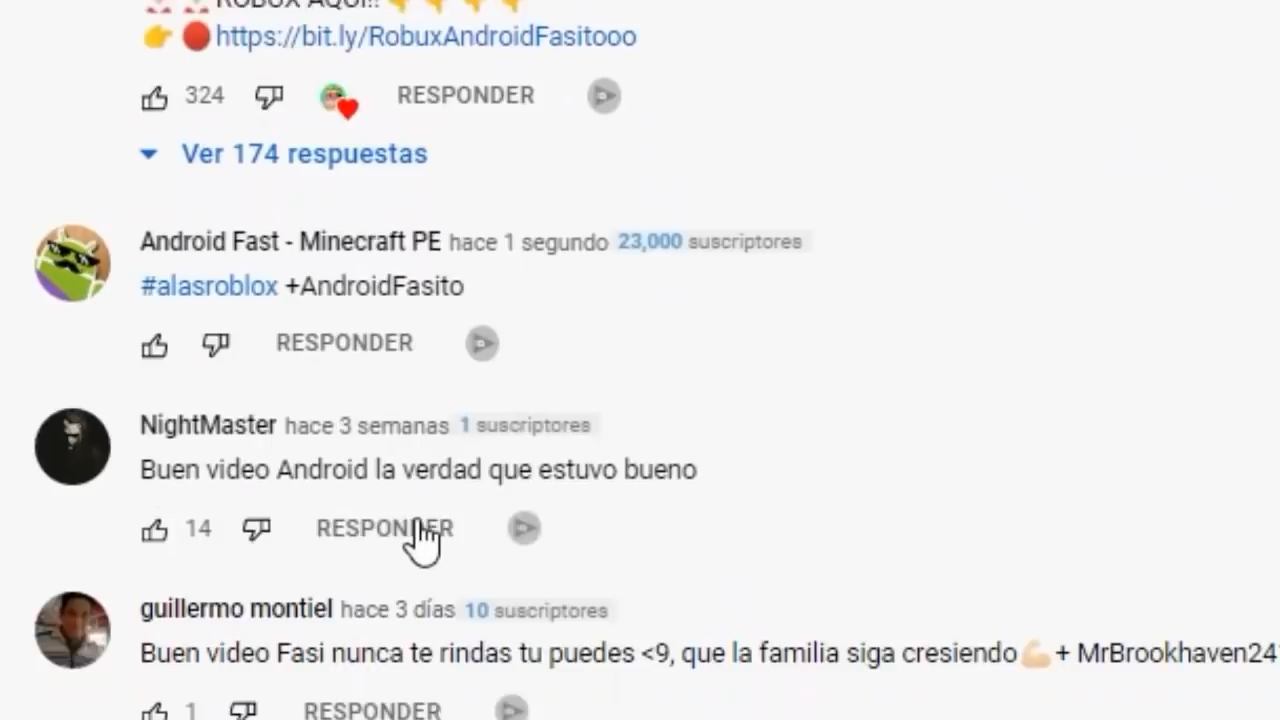 ROBUX AQUI!!
https://bit.ly/RobuxAndroidFasitooo
324 RESPONDER
Ver 174 respuestas
Android Fast - Minecraft PE hace 1 segundo 23,000 suscriptores
#alasroblox +AndroidFasito
RESPONDER
NightMaster hace 3 semanas 1 suscriptores
Buen video Android la verdad que estuvo bueno
14 RESPONDER
guillermo montiel hace 3 días 10 suscriptores
Buen video Fasi nunca te rindas tu puedes <9, que la familia siga cresiendo💪🏻+ MrBrookhaven24
1 RESPONDER